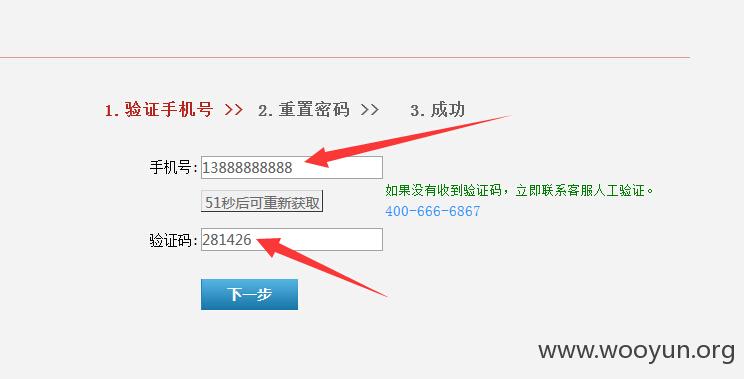 1.验证手机号 >> 2.重置密码 >> 3.成功
手机号:13888888888
51秒后可重新获取
如果没有收到验证码，立即联系客服人工验证。
400-666-6867
验证码:281426
下一步
www.wooyun.org